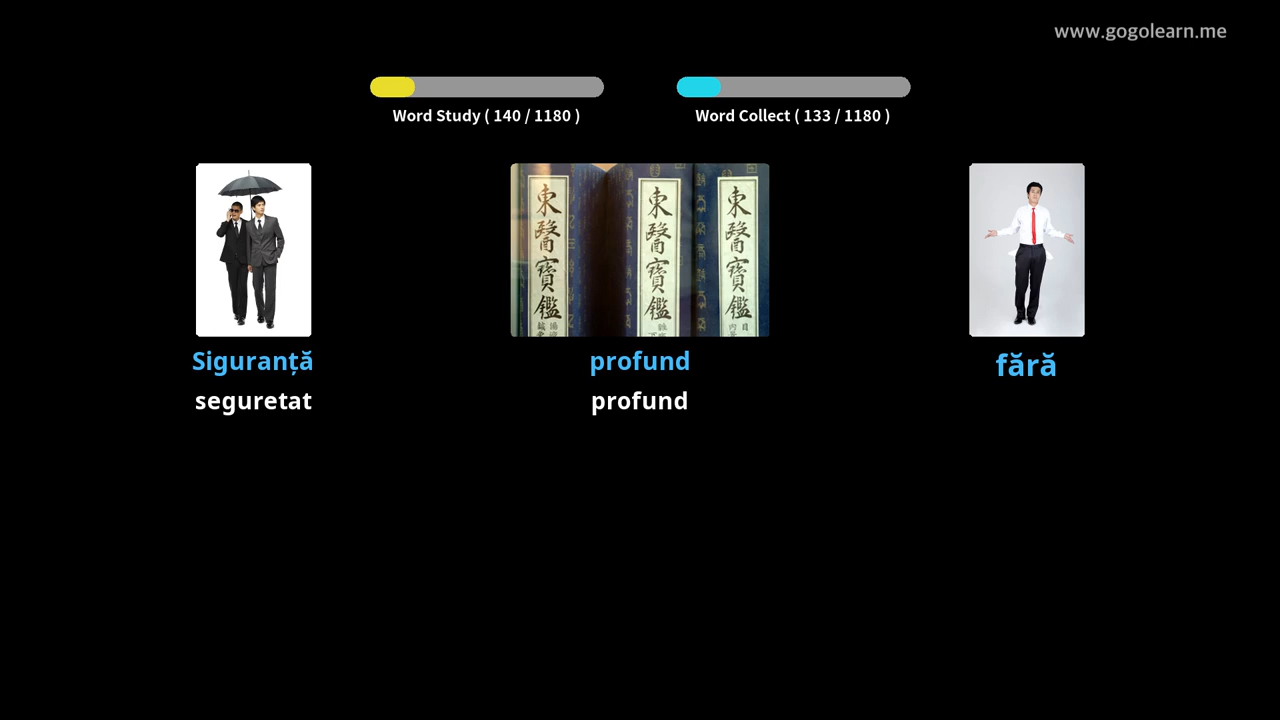 www.gogolearn.me
Word Study ( 140 / 1180 )
Word Collect ( 133 / 1180 )
東醫寶鑑
東醫寶鑑
東醫寶鑑
Siguranță
profund
fără
seguretat
profund